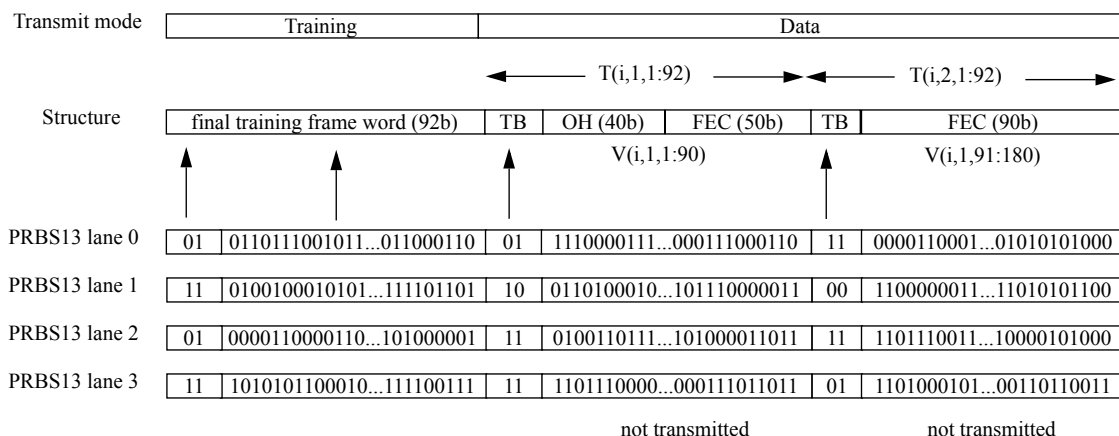 Transmit mode Training Data
T(i,1,1:92) T(i,2,1:92)
Structure final training frame word (92b) TB OH (40b) FEC (50b) TB FEC (90b)
V(i,1,1:90) V(i,1,91:180)
PRBS13 lane 0 01 0110111001011...011000110 01 1110000111...000111000110 11 0000110001...01010101000
PRBS13 lane 1 11 0100100010101...111101101 10 0110100010...101110000011 00 1100000011...11010101100
PRBS13 lane 2 01 0000110000110...101000001 11 0100110111...101000011011 11 1101110011...10000101000
PRBS13 lane 3 11 1010101100010...111100111 11 1101110000...000111011011 01 1101000101...00110110011
not transmitted not transmitted